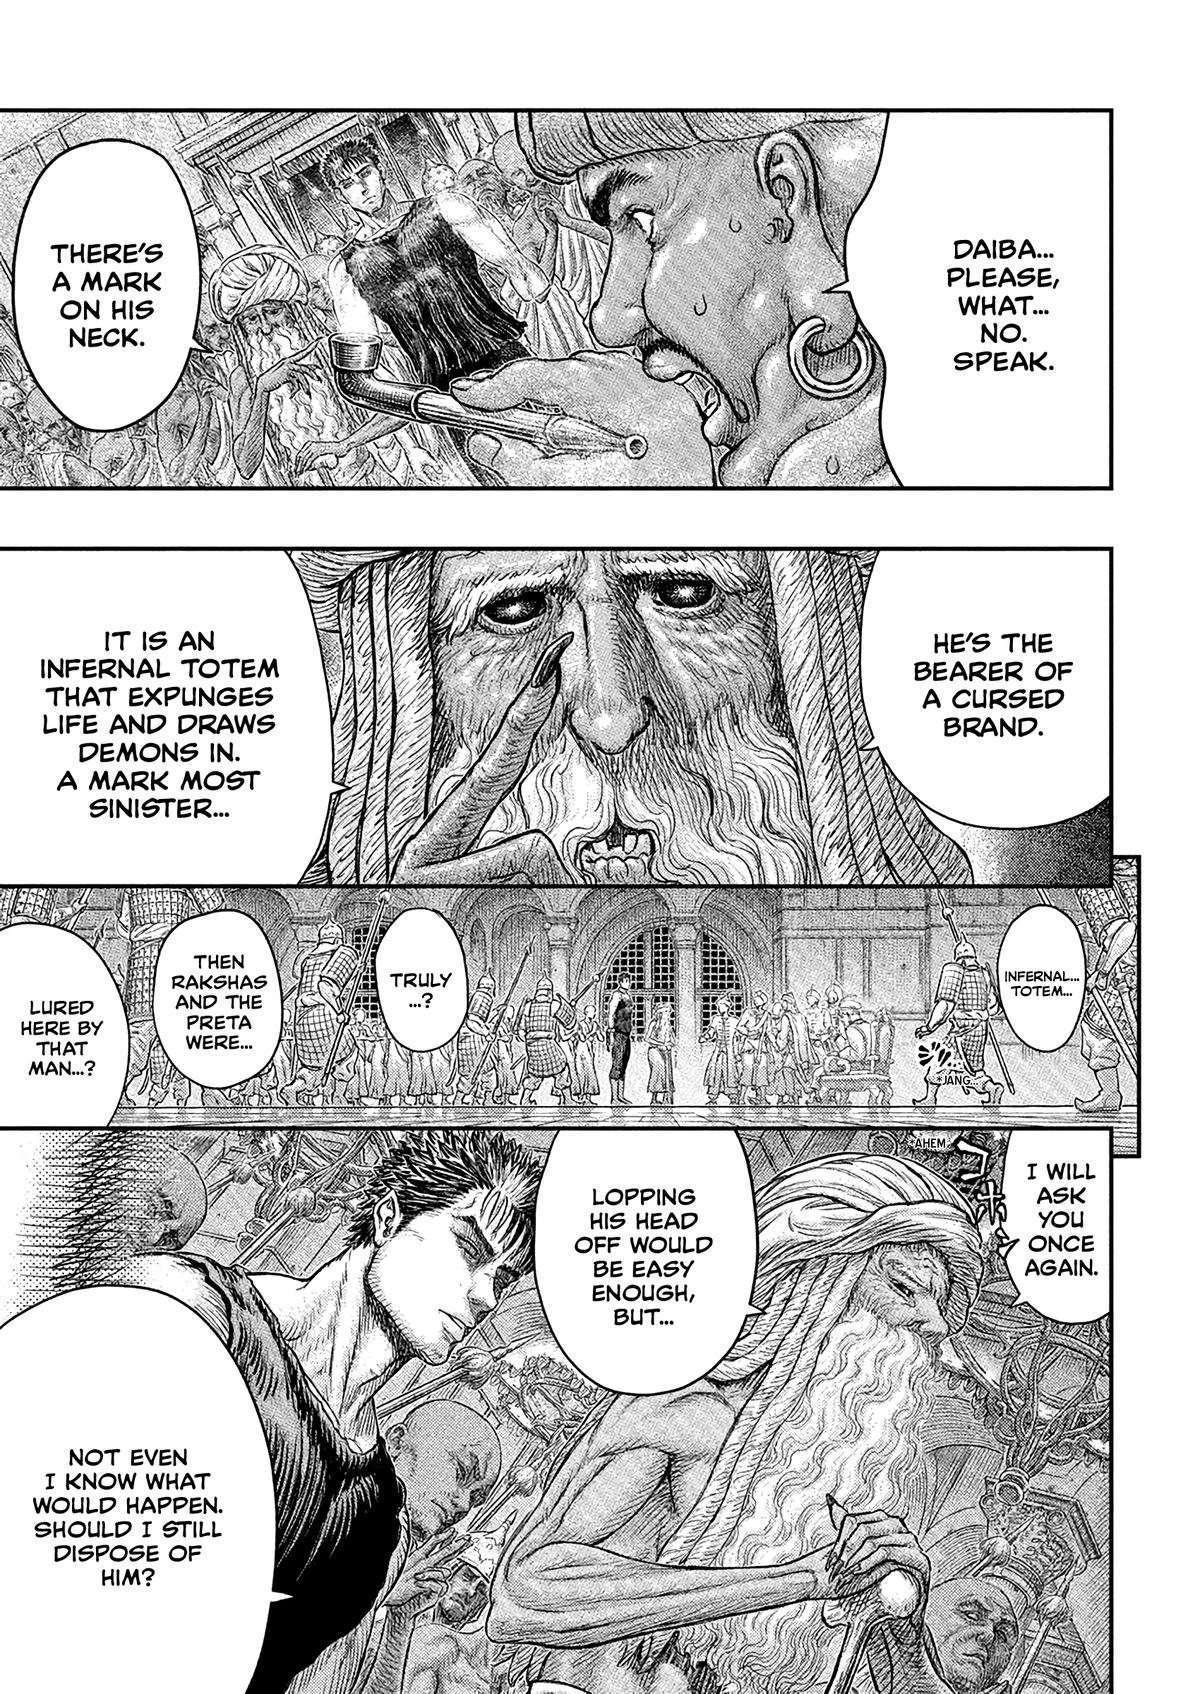 DAIBA...
PLEASE,
WHAT...
NO.
SPEAK.
THERE'S
A MARK
ON HIS
NECK.
HE'S THE
BEARER OF
A CURSED
BRAND.
IT IS AN
INFERNAL TOTEM
THAT EXPUNGES
LIFE AND DRAWS
DEMONS IN.
A MARK MOST
SINISTER...
INFERNAL...
TOTEM...
*JANG...
TRULY
...?
THEN
RAKSHAS
AND THE
PRETA
WERE...
LURED
HERE BY
THAT
MAN...?
I WILL
ASK
YOU
ONCE
AGAIN.
*AHEM
コホ
LOPPING
HIS HEAD
OFF WOULD
BE EASY
ENOUGH,
BUT...
NOT EVEN
I KNOW WHAT
WOULD HAPPEN.
SHOULD I STILL
DISPOSE OF
HIM?